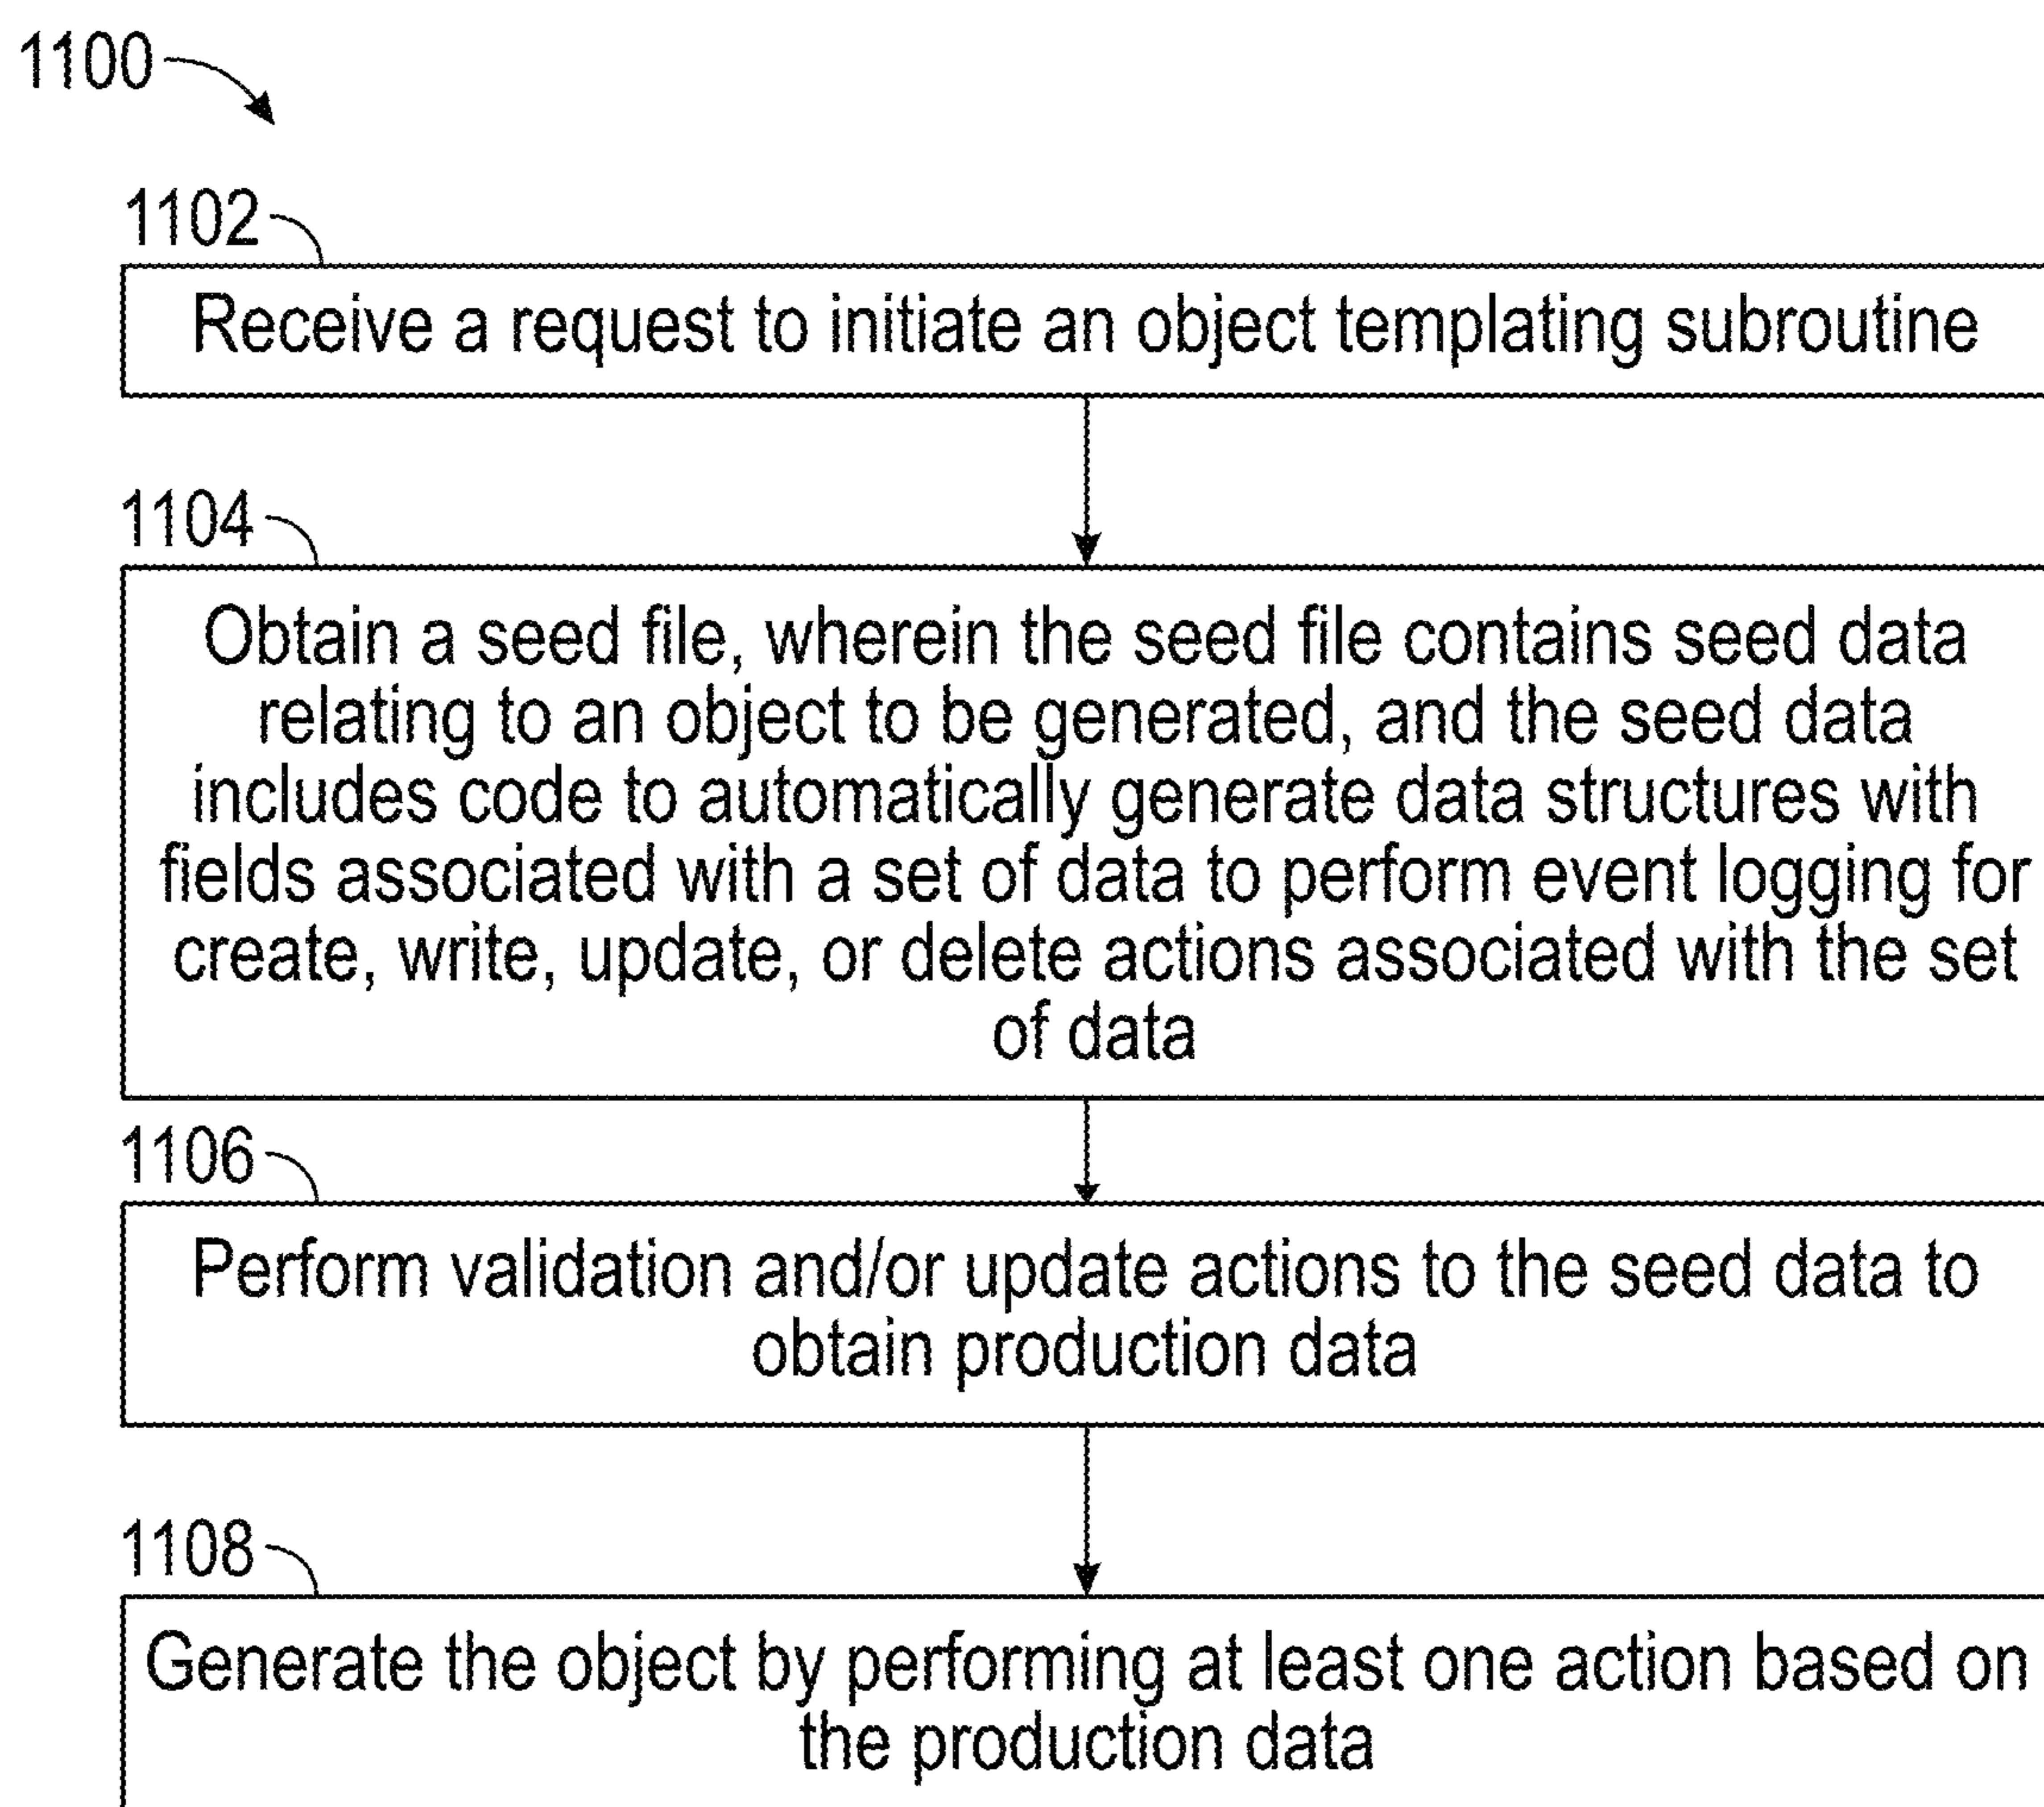 1100
1102
Receive a request to initiate an object templating subroutine
1104
Obtain a seed file, wherein the seed file contains seed data
relating to an object to be generated, and the seed data
includes code to automatically generate data structures with
fields associated with a set of data to perform event logging for
create, write, update, or delete actions associated with the set
of data
1106
Perform validation and/or update actions to the seed data to
obtain production data
1108
Generate the object by performing at least one action based on
the production data